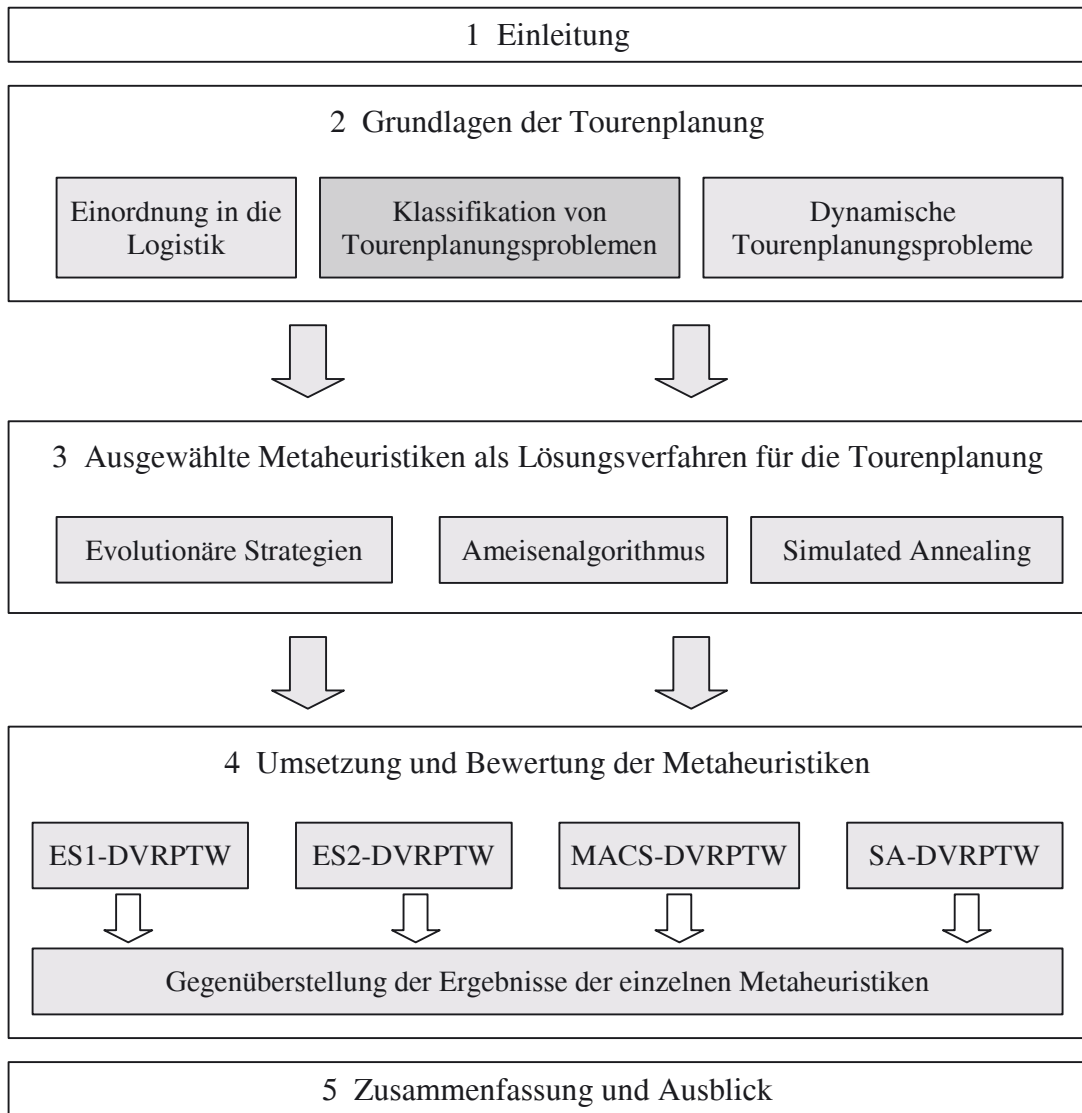 1 Einleitung
2 Grundlagen der Tourenplanung
Einordnung in die
Logistik
Klassifikation von
Tourenplanungsproblemen
Dynamische
Tourenplanungsprobleme
3 Ausgewählte Metaheuristiken als Lösungsverfahren für die Tourenplanung
Evolutionäre Strategien
Ameisenalgorithmus
Simulated Annealing
4 Umsetzung und Bewertung der Metaheuristiken
ES1-DVRPTW
ES2-DVRPTW
MACS-DVRPTW
SA-DVRPTW
Gegenüberstellung der Ergebnisse der einzelnen Metaheuristiken
5 Zusammenfassung und Ausblick